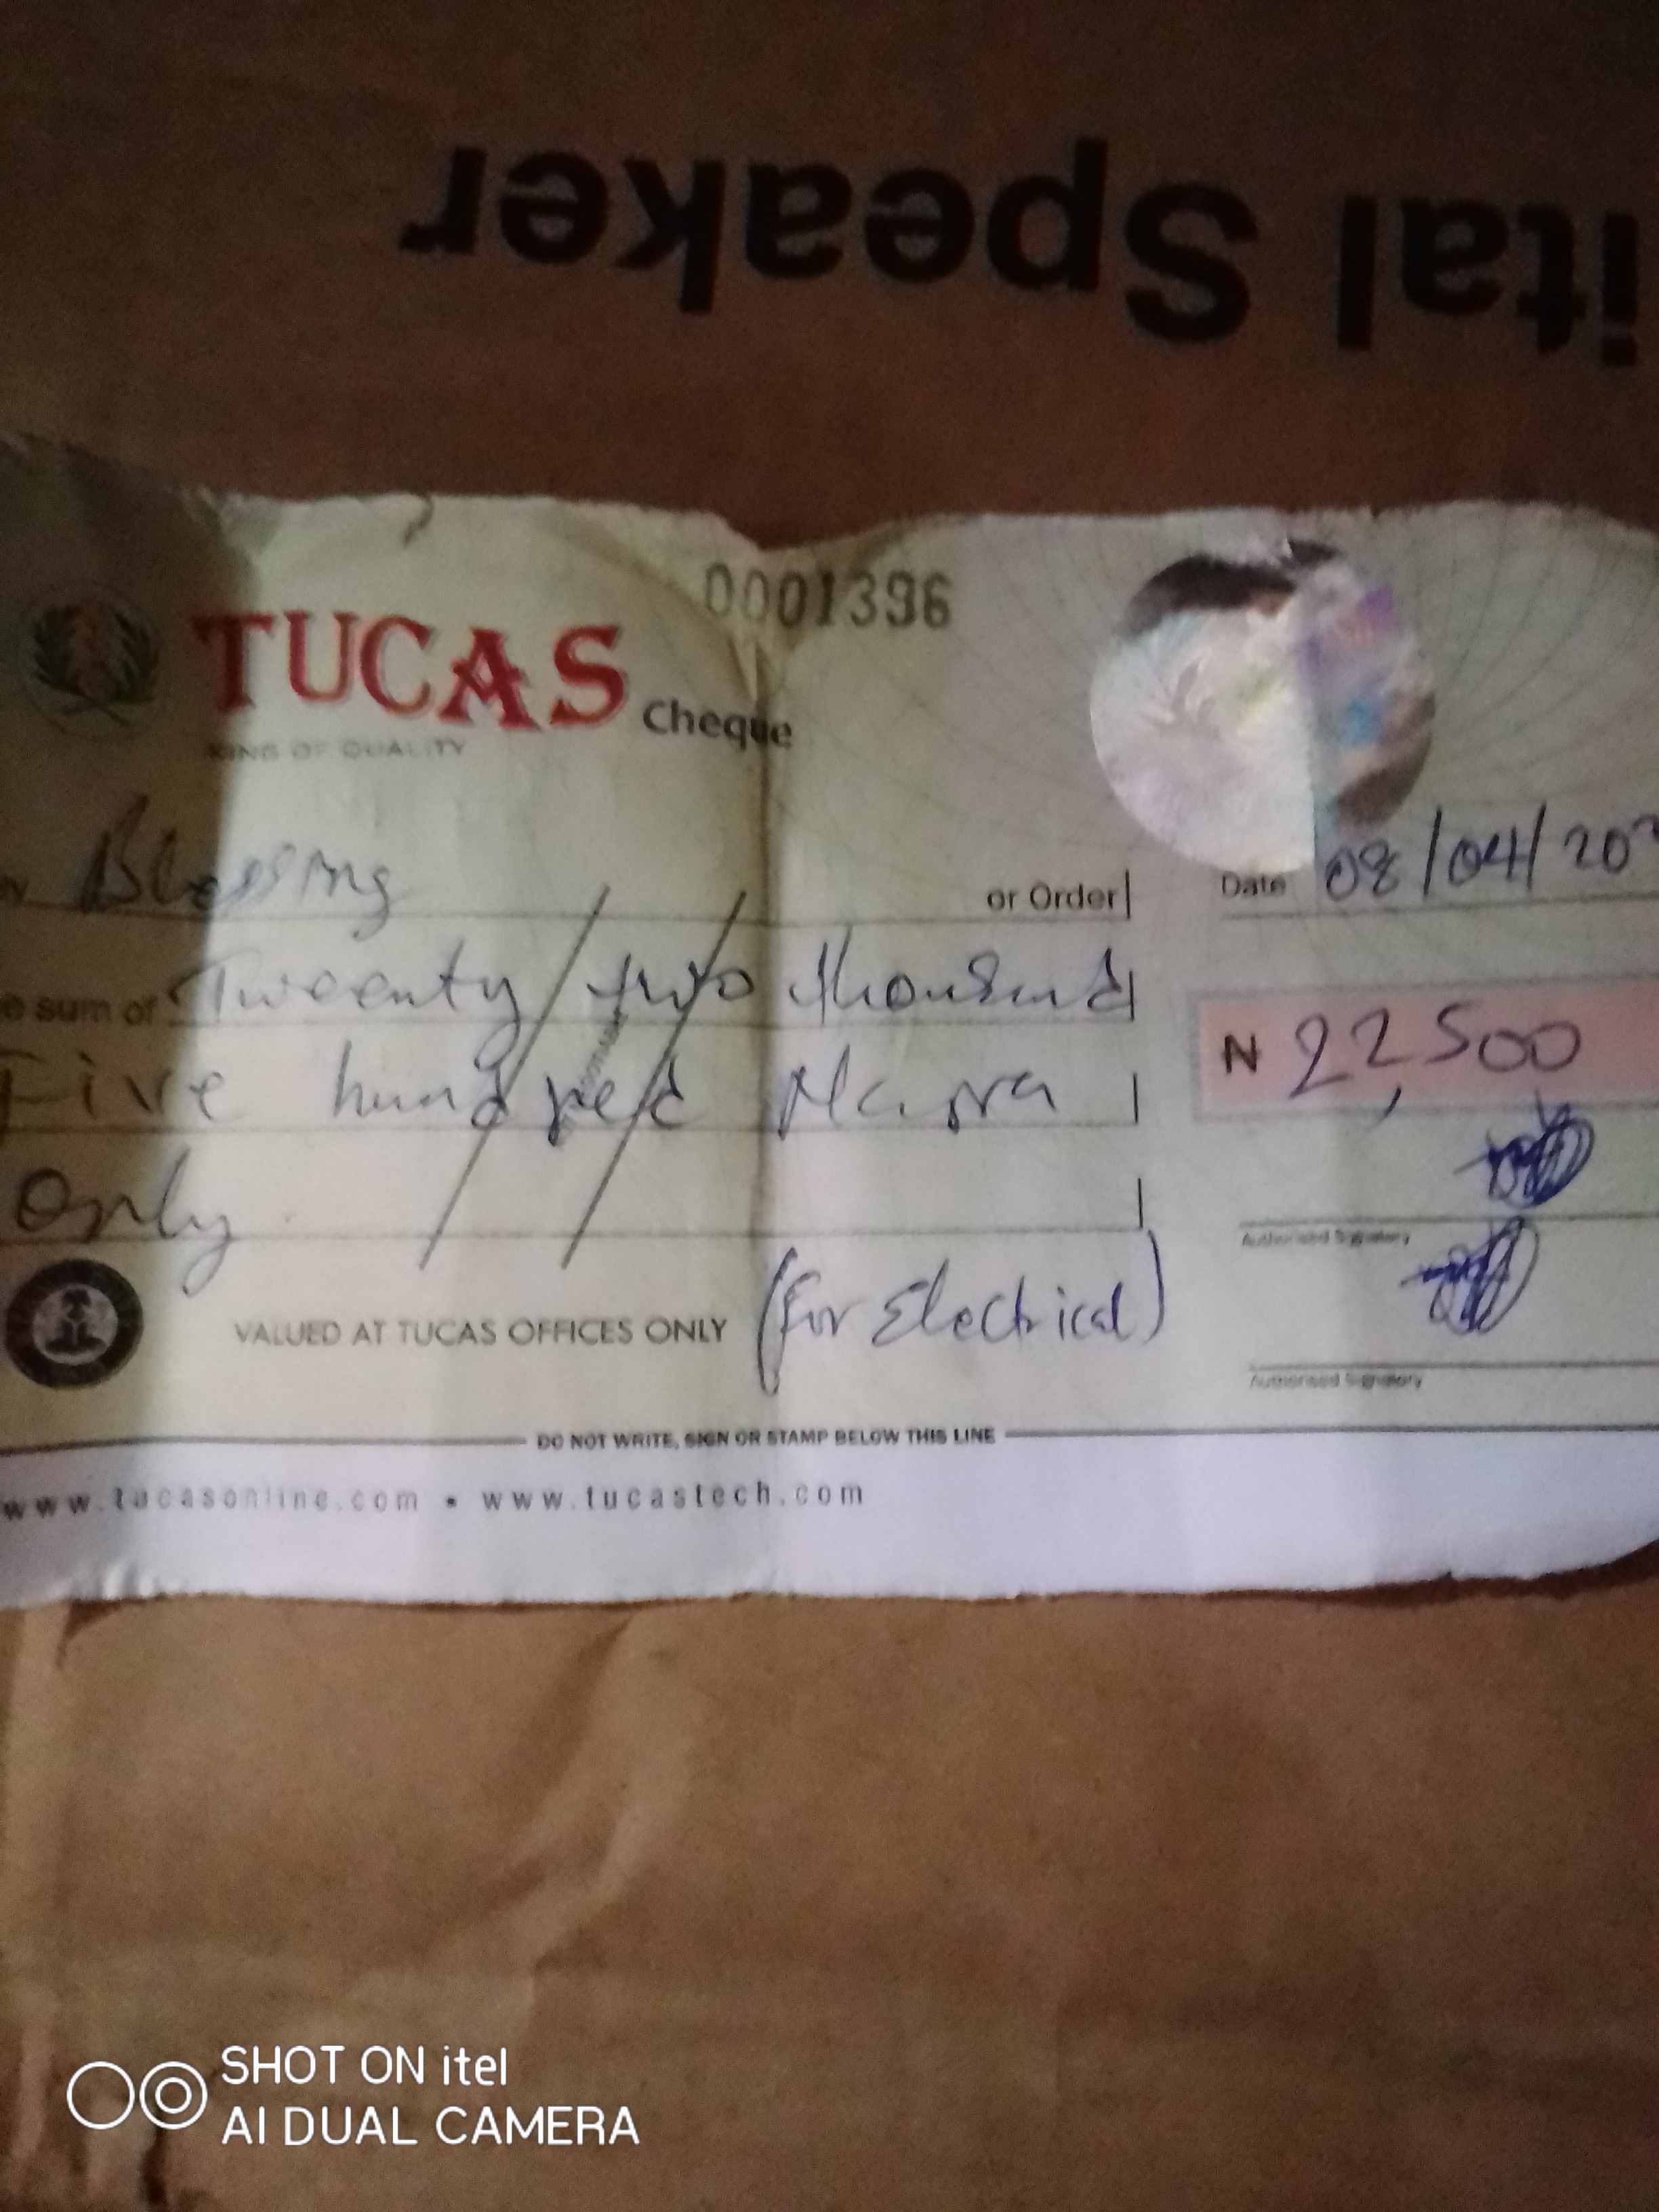 ital Speaker
0001396
TUCAS Cheque
KING OF QUALITY
Blessing or Order
Date 08/04/20
e sum of Tweenty two thousand
Five hundred Naira
N 22,500
Only
Authorised Signatory
VALUED AT TUCAS OFFICES ONLY (For Electrical)
Authorised Signatory
DO NOT WRITE, SIGN OR STAMP BELOW THIS LINE
www.tucasonline.com • www.tucastech.com
SHOT ON itel
AI DUAL CAMERA